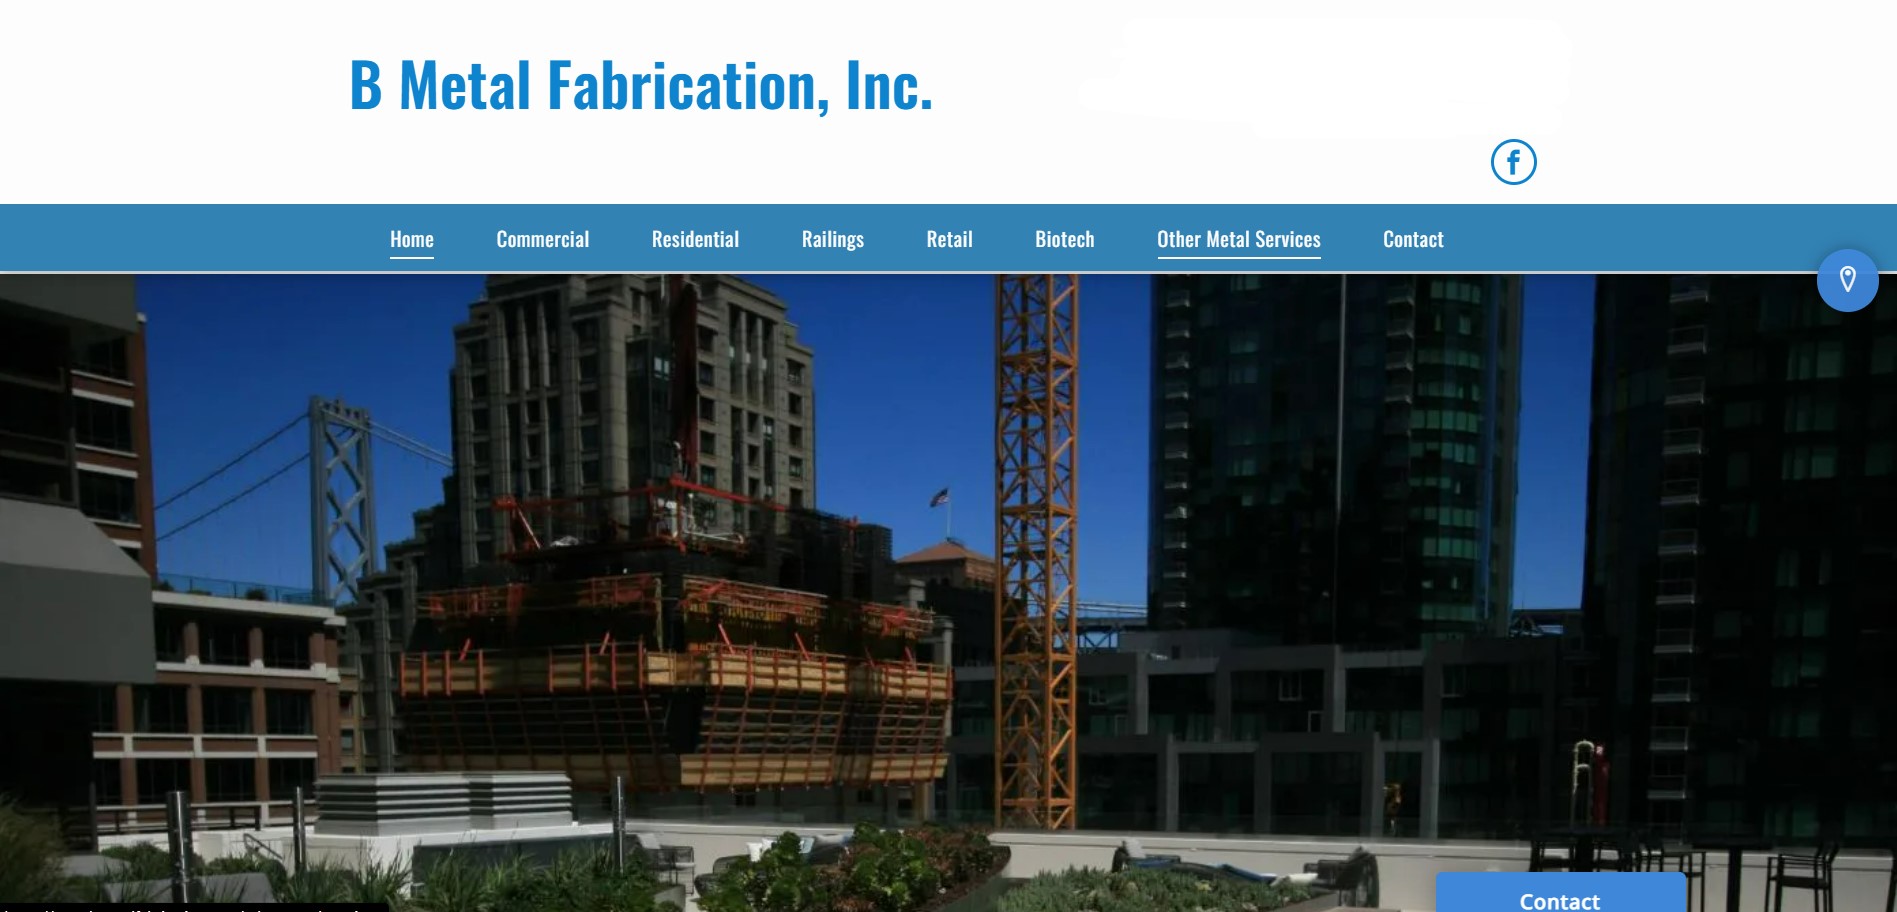 B Metal Fabrication, Inc.
Home Commercial Residential Railings Retail Biotech Other Metal Services Contact
Contact